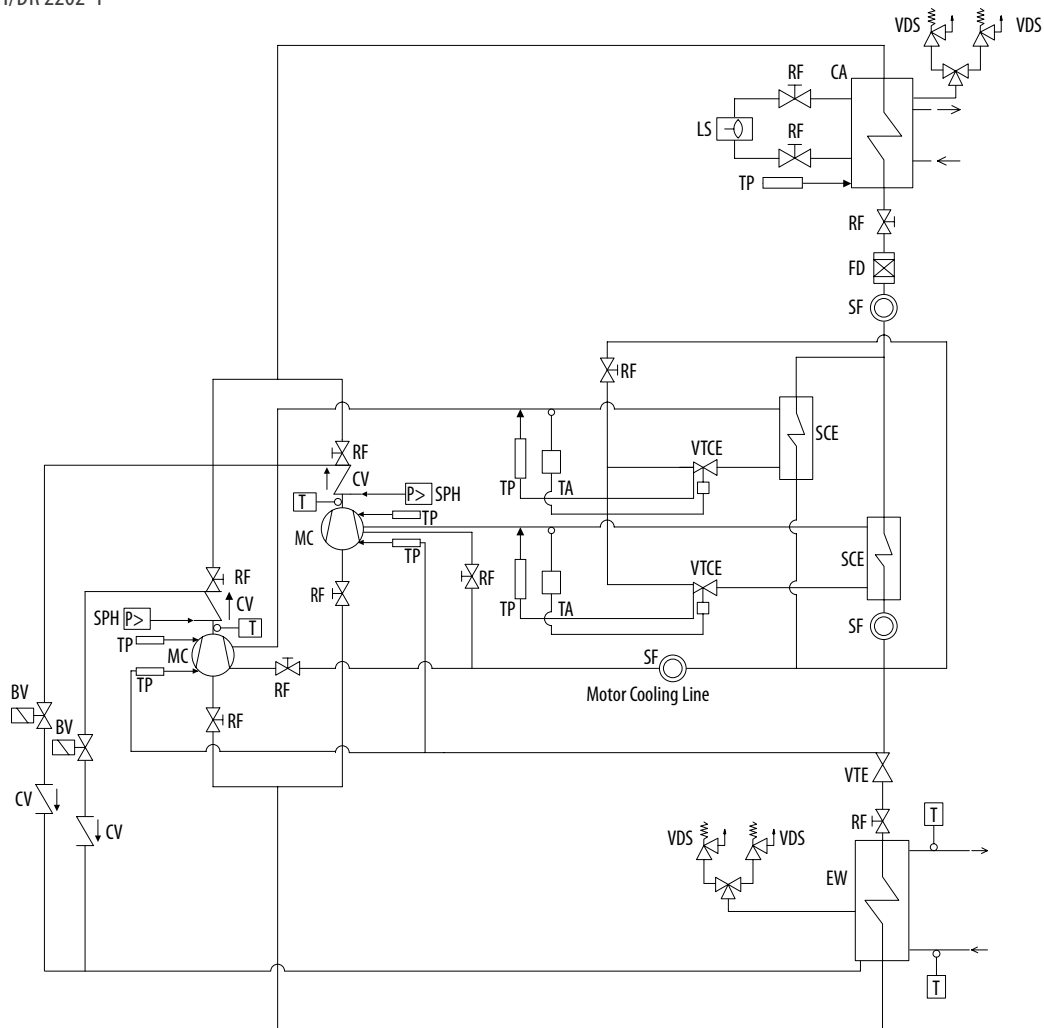 VDS VDS
RF CA
LS RF
TP
RF
FD
SF
RF
SCE
RF
VTCE
CV
TP TA
P> SPH
T
TP
MC
TP
SCE
VTCE
RF
RF
RF
CV
TP TA
SPH P>
T
SF
TP
MC
SF
TP
RF
Motor Cooling Line
BV
RF
BV
VTE
CV
T
CV
RF
VDS VDS
EW
T